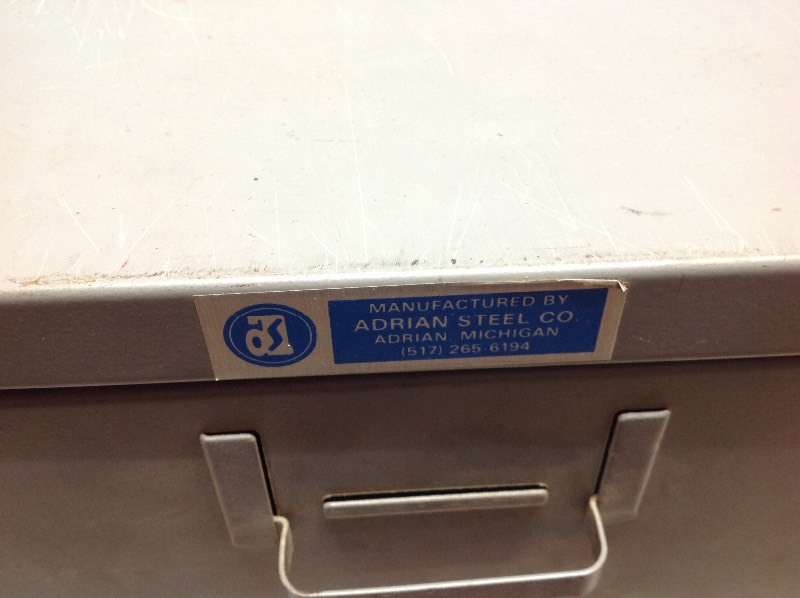 MANUFACTURED BY
ADRIAN STEEL CO.
ADRIAN, MICHIGAN
(517) 265-6194